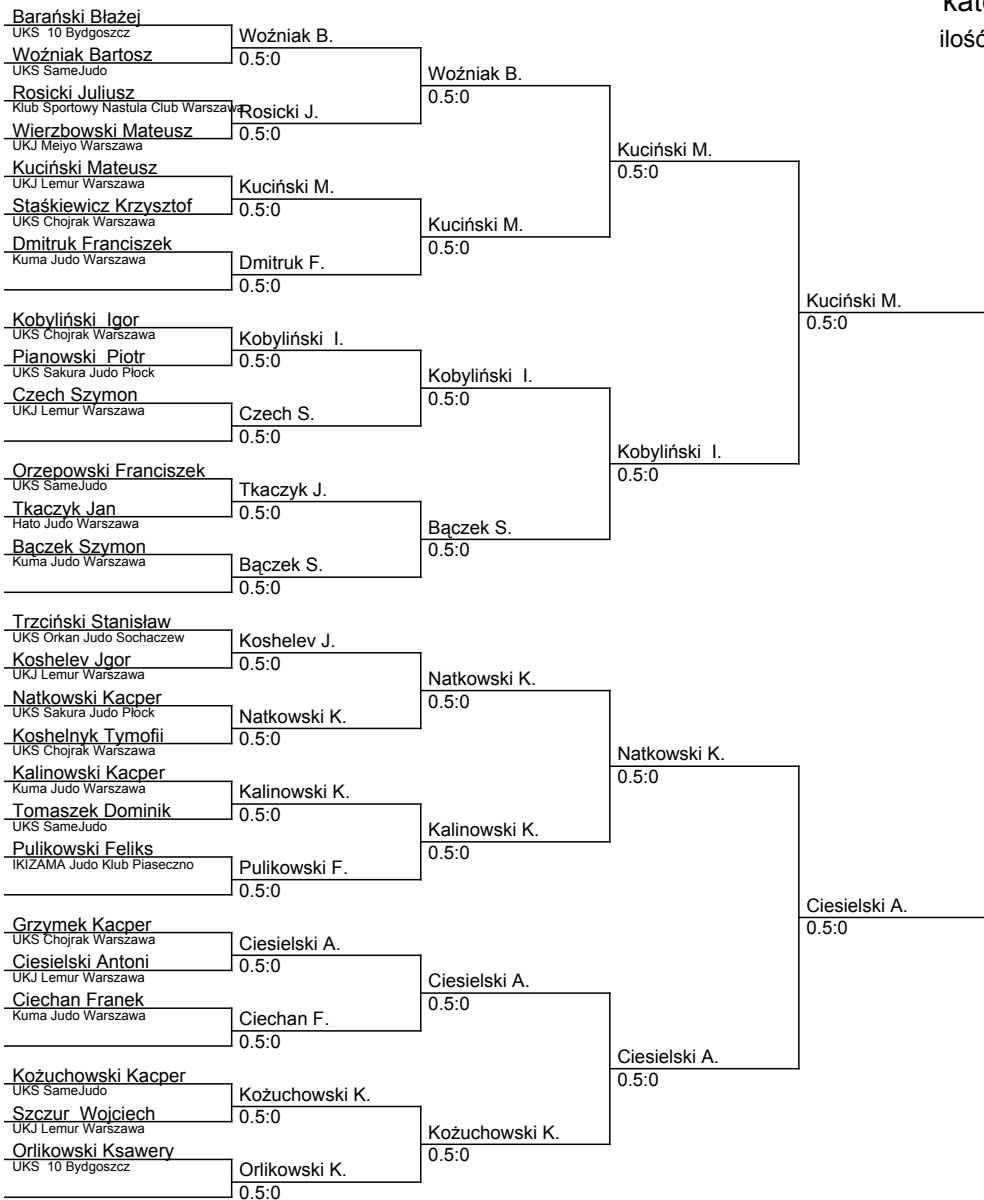 Barański Błażej
UKS  10 Bydgoszcz
Woźniak Bartosz
UKS SameJudo
Rosicki Juliusz
Klub Sportowy Nastula Club Warszawa
Wierzbowski Mateusz
UKJ Meiyo Warszawa
Kuciński Mateusz
UKJ Lemur Warszawa
Staśkiewicz Krzysztof
UKS Chojrak Warszawa
Dmitruk Franciszek
Kuma Judo Warszawa
Kobyliński  Igor
UKS Chojrak Warszawa
Pianowski  Piotr
UKS Sakura Judo Płock
Czech Szymon
UKJ Lemur Warszawa
Orzepowski Franciszek
UKS SameJudo
Tkaczyk Jan
Hato Judo Warszawa
Bączek Szymon
Kuma Judo Warszawa
Trzciński Stanisław
UKS Orkan Judo Sochaczew
Koshelev Jgor
UKJ Lemur Warszawa
Natkowski Kacper
UKS Sakura Judo Płock
Koshelnyk Tymofii
UKS Chojrak Warszawa
Kalinowski Kacper
Kuma Judo Warszawa
Tomaszek Dominik
UKS SameJudo
Pulikowski Feliks
IKIZAMA Judo Klub Piaseczno
Grzymek Kacper
UKS Chojrak Warszawa
Ciesielski Antoni
UKJ Lemur Warszawa
Ciechan Franek
Kuma Judo Warszawa
Kożuchowski Kacper
UKS SameJudo
Szczur  Wojciech
UKJ Lemur Warszawa
Orlikowski Ksawery
UKS  10 Bydgoszcz
Woźniak B.
0.5:0
Rosicki J.
0.5:0
Kuciński M.
0.5:0
Dmitruk F.
0.5:0
Kobyliński  I.
0.5:0
Czech S.
0.5:0
Tkaczyk J.
0.5:0
Bączek S.
0.5:0
Koshelev J.
0.5:0
Natkowski K.
0.5:0
Kalinowski K.
0.5:0
Pulikowski F.
0.5:0
Ciesielski A.
0.5:0
Ciechan F.
0.5:0
Kożuchowski K.
0.5:0
Orlikowski K.
0.5:0
Woźniak B.
0.5:0
Kuciński M.
0.5:0
Kobyliński  I.
0.5:0
Bączek S.
0.5:0
Natkowski K.
0.5:0
Kalinowski K.
0.5:0
Ciesielski A.
0.5:0
Kożuchowski K.
0.5:0
Kuciński M.
0.5:0
Kobyliński  I.
0.5:0
Natkowski K.
0.5:0
Ciesielski A.
0.5:0
Kuciński M.
0.5:0
Ciesielski A.
0.5:0
ilość